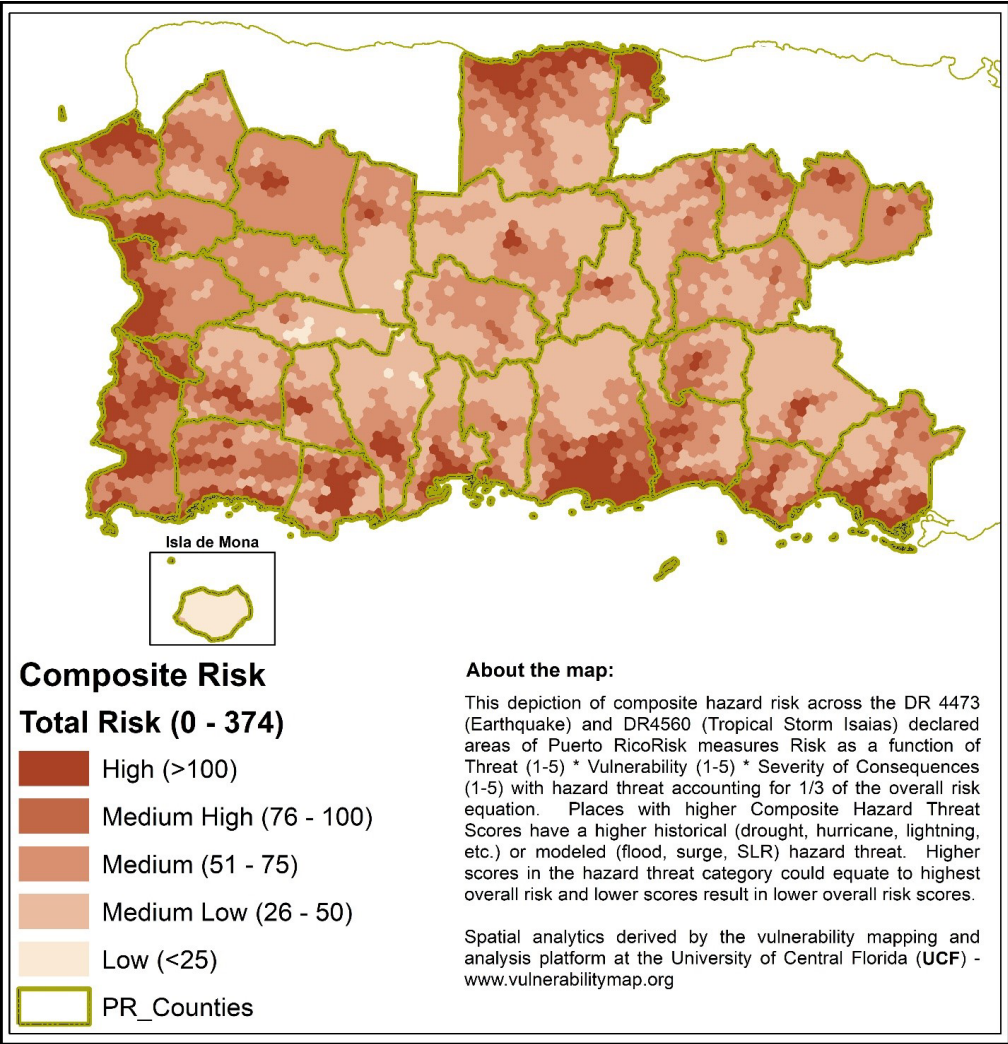 Isla de Mona
Composite Risk
Total Risk (0 - 374)
High (>100)
Medium High (76 - 100)
Medium (51 - 75)
Medium Low (26 - 50)
Low (<25)
PR_Counties
About the map:
This depiction of composite hazard risk across the DR 4473
(Earthquake) and DR4560 (Tropical Storm Isaias) declared
areas of Puerto RicoRisk measures Risk as a function of
Threat (1-5) * Vulnerability (1-5) * Severity of Consequences
(1-5) with hazard threat accounting for 1/3 of the overall risk
equation. Places with higher Composite Hazard Threat
Scores have a higher historical (drought, hurricane, lightning,
etc.) or modeled (flood, surge, SLR) hazard threat. Higher
scores in the hazard threat category could equate to highest
overall risk and lower scores result in lower overall risk scores.
Spatial analytics derived by the vulnerability mapping and
analysis platform at the University of Central Florida (UCF) -
www.vulnerabilitymap.org